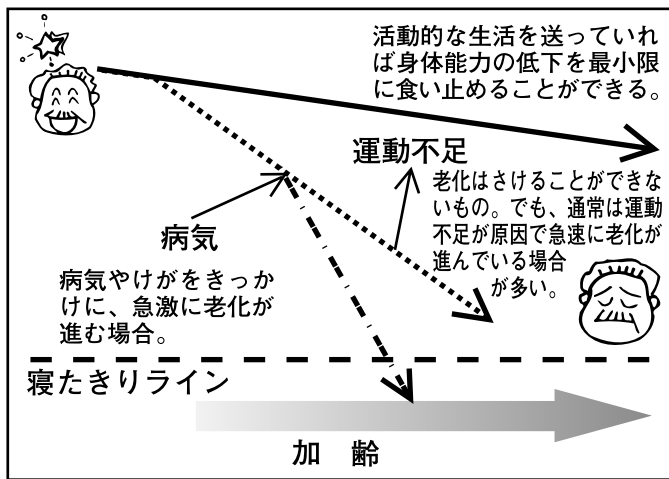 活動的な生活を送っていれ
ば身体能力の低下を最小限
に食い止めることができる。
運動不足
老化はさけることができな
いもの。でも、通常は運動
不足が原因で急速に老化が
進んでいる場合
が多い。
病気
病気やけがをきっか
けに、急激に老化が
進む場合。
寝たきりライン
加 齢